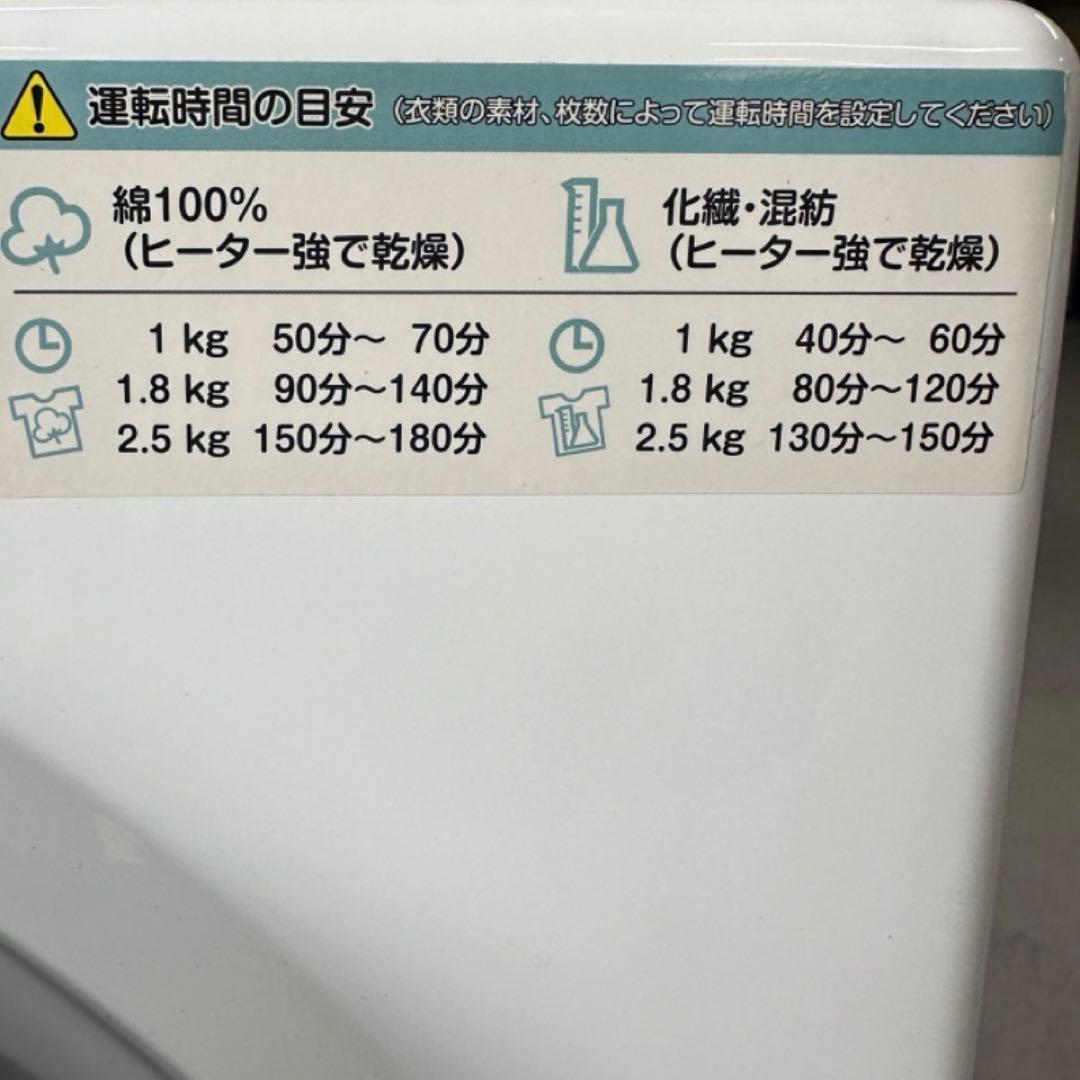 運転時間の目安 (衣類の素材、枚数によって運転時間を設定してください)
綿100%
(ヒーター強で乾燥)
1 kg 50分〜 70分
1.8 kg 90分〜140分
2.5 kg 150分〜180分
化繊・混紡
(ヒーター強で乾燥)
1 kg 40分〜 60分
1.8 kg 80分〜120分
2.5 kg 130分〜150分